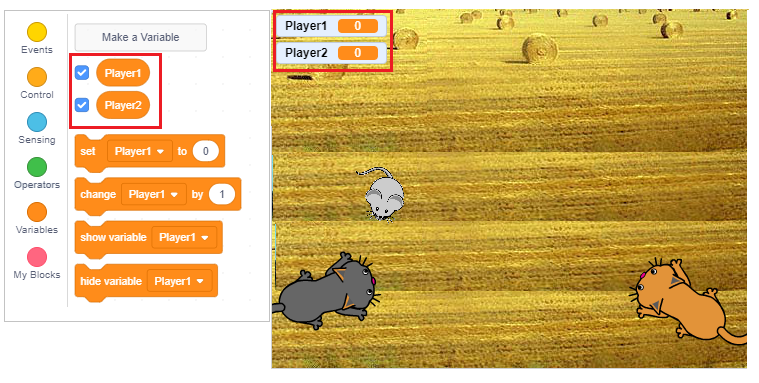 Make a Variable
Events
Control
Sensing
Operators
Variables
My Blocks
Player1
Player2
set Player1 to 0
change Player1 by 1
show variable Player1
hide variable Player1
Player1 0
Player2 0